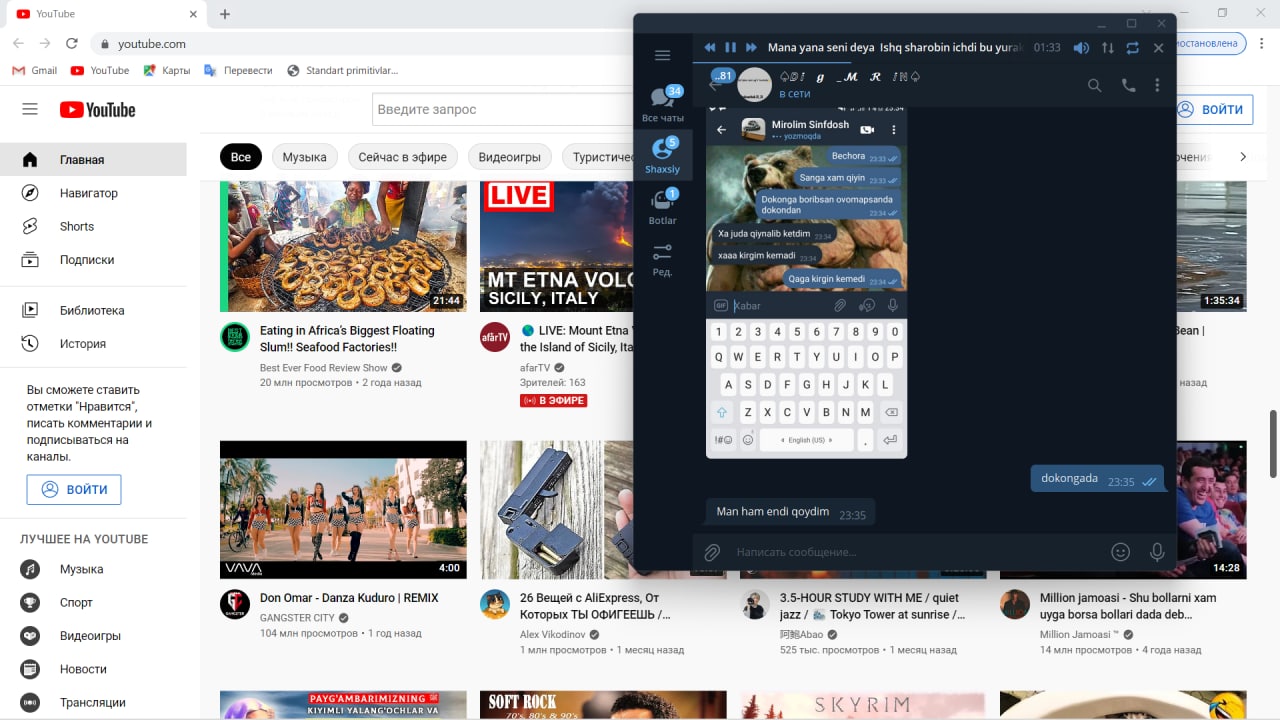 YouTube
youtube.com
остановлена
Gmail
YouTube
Карты
Перевести
Standart primitivlar...
YouTube
Введите запрос
ВОЙТИ
Главная
Навигатор
Shorts
Подписки
Библиотека
История
Вы сможете ставить
отметки "Нравится",
писать комментарии и
подписываться на
каналы.
ВОЙТИ
ЛУЧШЕЕ НА YOUTUBE
Музыка
Спорт
Видеоигры
Новости
Трансляции
Все
Музыка
Сейчас в эфире
Видеоигры
21:44
Eating in Africa's Biggest Floating
Slum!! Seafood Factories!!
Best Ever Food Review Show
20 млн просмотров • 2 года назад
LIVE
MT ETNA VOLC
SICILY, ITALY
afarTV
LIVE: Mount Etna
the Island of Sicily, Ita
afarTV
Зрителей: 163
В ЭФИРЕ
1:35:34
Bean |
назад
VAVA
4:00
Don Omar - Danza Kuduro | REMIX
GANGSTER CITY
104 млн просмотров • 1 год назад
26 Вещей с AliExpress, От
Которых ТЫ ОФИГЕЕШЬ /...
Alex Vikodinov
1 млн просмотров • 1 месяц назад
3.5-HOUR STUDY WITH ME / quiet
jazz / Tokyo Tower at sunrise /...
阿鲍Abao
525 тыс. просмотров • 1 месяц назад
14:28
Million jamoasi - Shu bollarni xam
uyga borsa bollari dada deb...
Million Jamoasi ™
14 млн просмотров • 4 года назад
PAYG'AMBARIMIZNING
KIYIMLI YALANG'OCHLAR VA
SOFT ROCK
70's, 80's & 90's
SKYRIM
Mana yana seni deya Ishq sharobin ichdi bu yurak
01:33
34
Все чаты
5
Shaxsiy
1
Botlar
Ред.
..81
♤𝔻𝕚 g _M R iN♤
в сети
23:34
Mirolim Sinfdosh
yozmoqda
Bechora 23:33
Sanga xam qiyin 23:33
Dokonga boribsan ovomapsanda
dokondan
23:34
Xa juda qiynalib ketdim 23:34
xaaa kirgim kemadi 23:34
Qaga kirgin kemedi 23:34
GIF Xabar
1 2 3 4 5 6 7 8 9 0
Q W E R T Y U I O P
A S D F G H J K L
Z X C V B N M
!#☺ English (US) .
dokongada 23:35
Man ham endi qoydim 23:35
Написать сообщение...